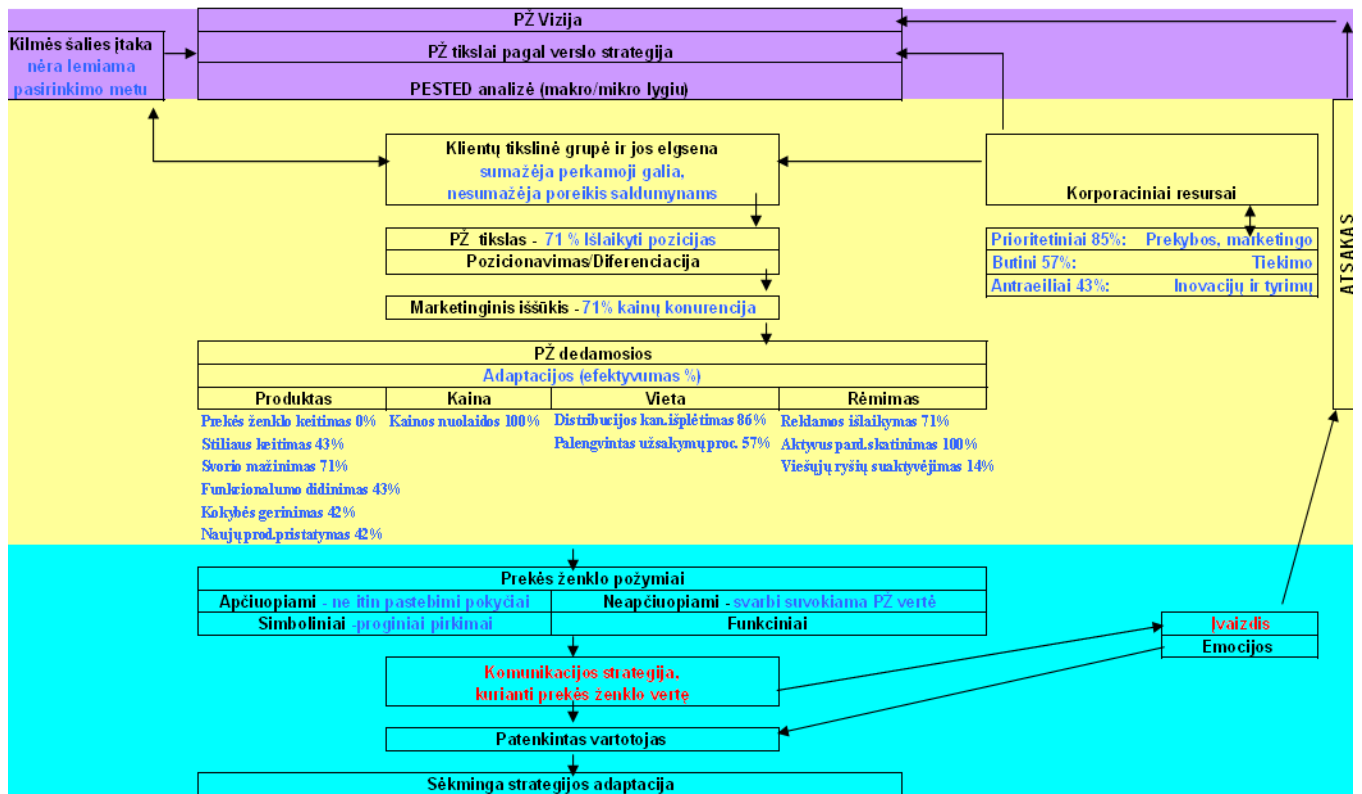 PŽ Vizija
Kilmės šalies įtaka
nėra lemiama
pasirinkimo metu
PŽ tikslai pagal verslo strategija
PESTED analizė (makro/mikro lygiu)
Klientų tikslinė grupė ir jos elgsena
sumažėja perkamoji galia,
nesumažėja poreikis saldumynams
Korporaciniai resursai
Prioritetiniai 85%: Prekybos, marketingo
Butini 57%: Tiekimo
Antraeiliai 43%: Inovacijų ir tyrimų
ATSAKAS
PŽ tikslas - 71 % Išlaikyti pozicijas
Pozicionavimas/Diferenciacija
Marketinginis iššūkis - 71% kainų konurencija
PŽ dedamosios
Adaptacijos (efektyvumas %)
Produktas Kaina Vieta Rėmimas
Prekės ženklo keitimas 0% Kainos nuolaidos 100% Distribucijos kan.išplėtimas 86% Reklamos išlaikymas 71%
Stiliaus keitimas 43% Palengvintas užsakymų proc. 57% Aktyvus pard.skatinimas 100%
Svorio mažinimas 71% Viešųjų ryšių suaktyvėjimas 14%
Funkcionalumo didinimas 43%
Kokybės gerinimas 42%
Naujų prod.pristatymas 42%
Prekės ženklo požymiai
Apčiuopiami - ne itin pastebimi pokyčiai Neapčiuopiami - svarbi suvokiama PŽ vertė
Simboliniai -proginiai pirkimai Funkciniai
Įvaizdis
Emocijos
Komunikacijos strategija,
kurianti prekės ženklo vertę
Patenkintas vartotojas
Sėkminga strategijos adaptacija